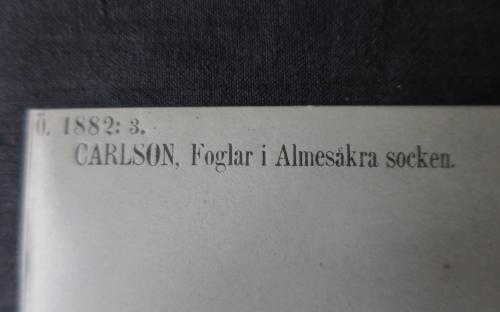 Ö. 1882: 3.
CARLSON, Foglar i Almesåkra socken.